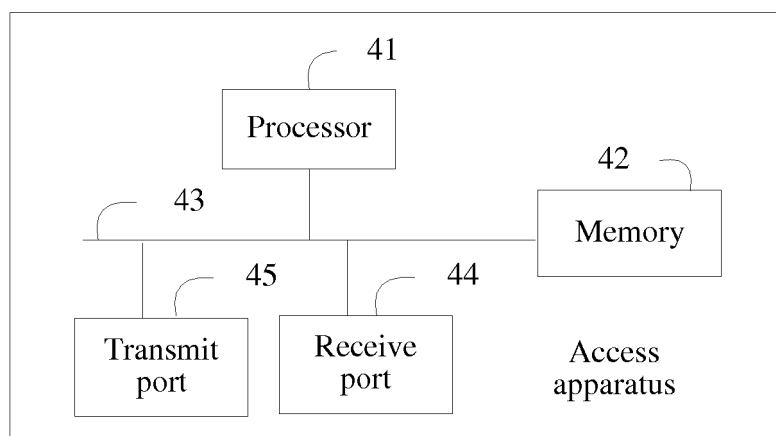 41
Processor
42
43
Memory
45
44
Transmit
port
Receive
port
Access
apparatus